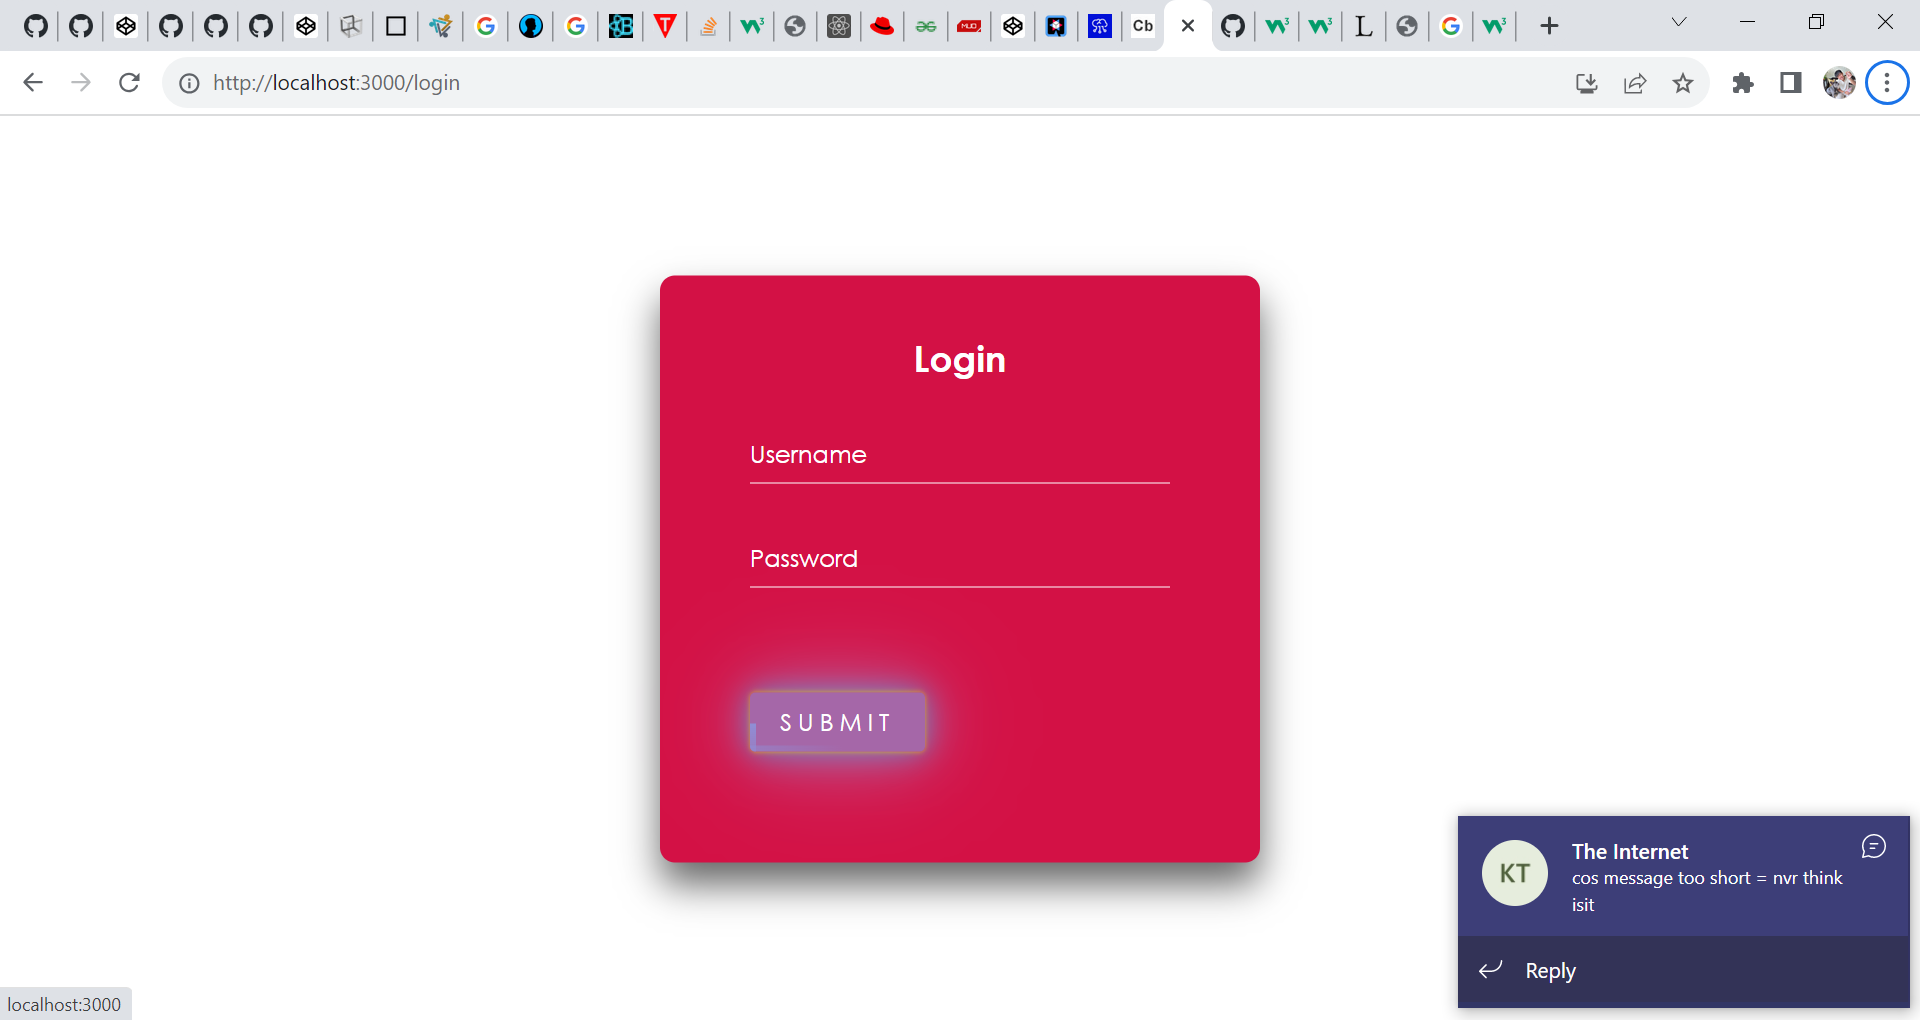 Cb
http://localhost:3000/login
Login
Username
Password
SUBMIT
KT
The Internet
cos message too short = nvr think
isit
Reply
localhost:3000